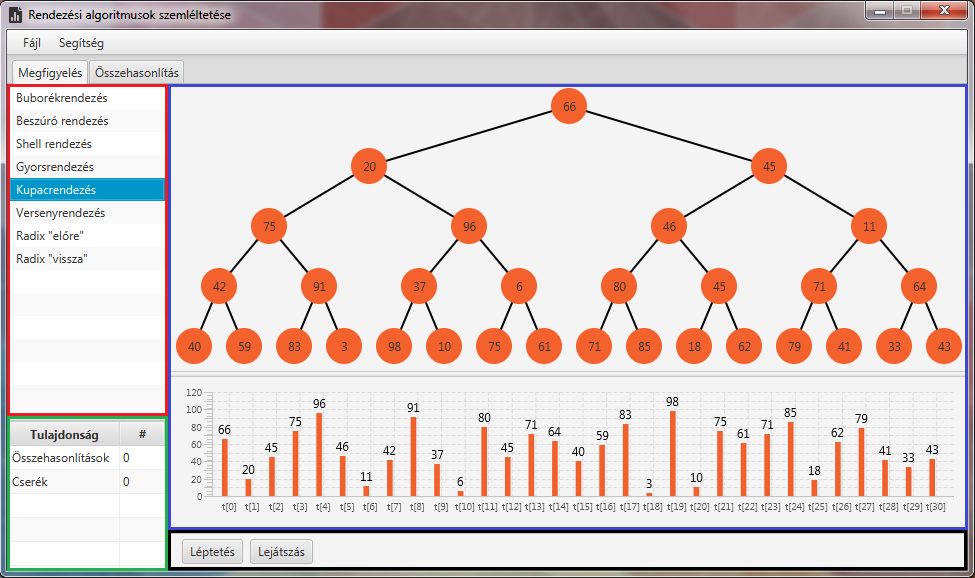 Rendezési algoritmusok szemléltetése
Fájl Segítség
Megfigyelés Összehasonlítás
Buborékrendezés
Beszúró rendezés
Shell rendezés
Gyorsrendezés
Kupacrendezés
Versenyrendezés
Radix "előre"
Radix "vissza"
Tulajdonság #
Összehasonlítások 0
Cserék 0
66
20 45
75 96 46 11
42 91 37 6 80 45 71 64
40 59 83 3 98 10 75 61 71 85 18 62 79 41 33 43
120
100
80
60
40
20
0
66 20 45 75 96 46 11 42 91 37 6 80 45 71 64 40 59 83 3 98 10 75 61 71 85 18 62 79 41 33 43
t[0] t[1] t[2] t[3] t[4] t[5] t[6] t[7] t[8] t[9] t[10] t[11] t[12] t[13] t[14] t[15] t[16] t[17] t[18] t[19] t[20] t[21] t[22] t[23] t[24] t[25] t[26] t[27] t[28] t[29] t[30]
Léptetés Lejátszás